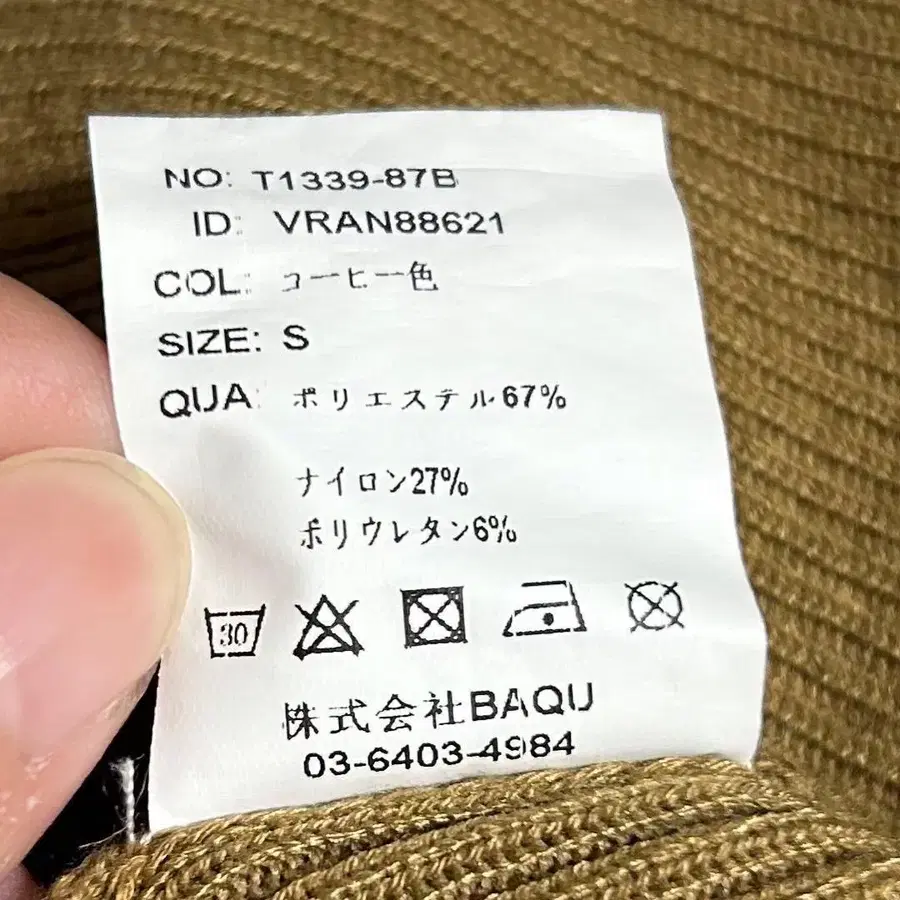 NO: T1339-87B
ID: VRAN88621
COL: コーヒー色
SIZE: S
QUA: ポリエステル67%
ナイロン27%
ポリウレタン6%
30
株式会社BAQU
03-6403-4984